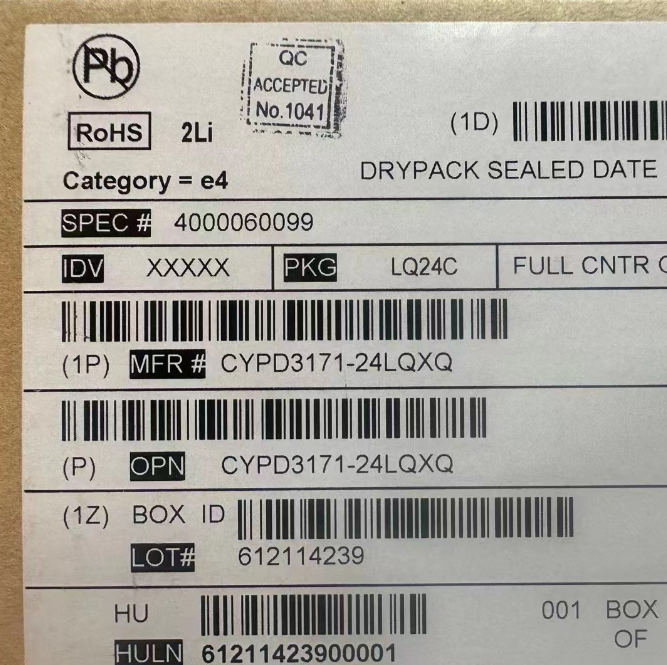 Pb
QC
ACCEPTED
No.1041
RoHS 2Li
(1D)
Category = e4
DRYPACK SEALED DATE
SPEC # 4000060099
IDV XXXXX PKG LQ24C FULL CNTR
(1P) MFR # CYPD3171-24LQXQ
(P) OPN CYPD3171-24LQXQ
(1Z) BOX ID
LOT# 612114239
HU 001 BOX
OF
HULN 61211423900001